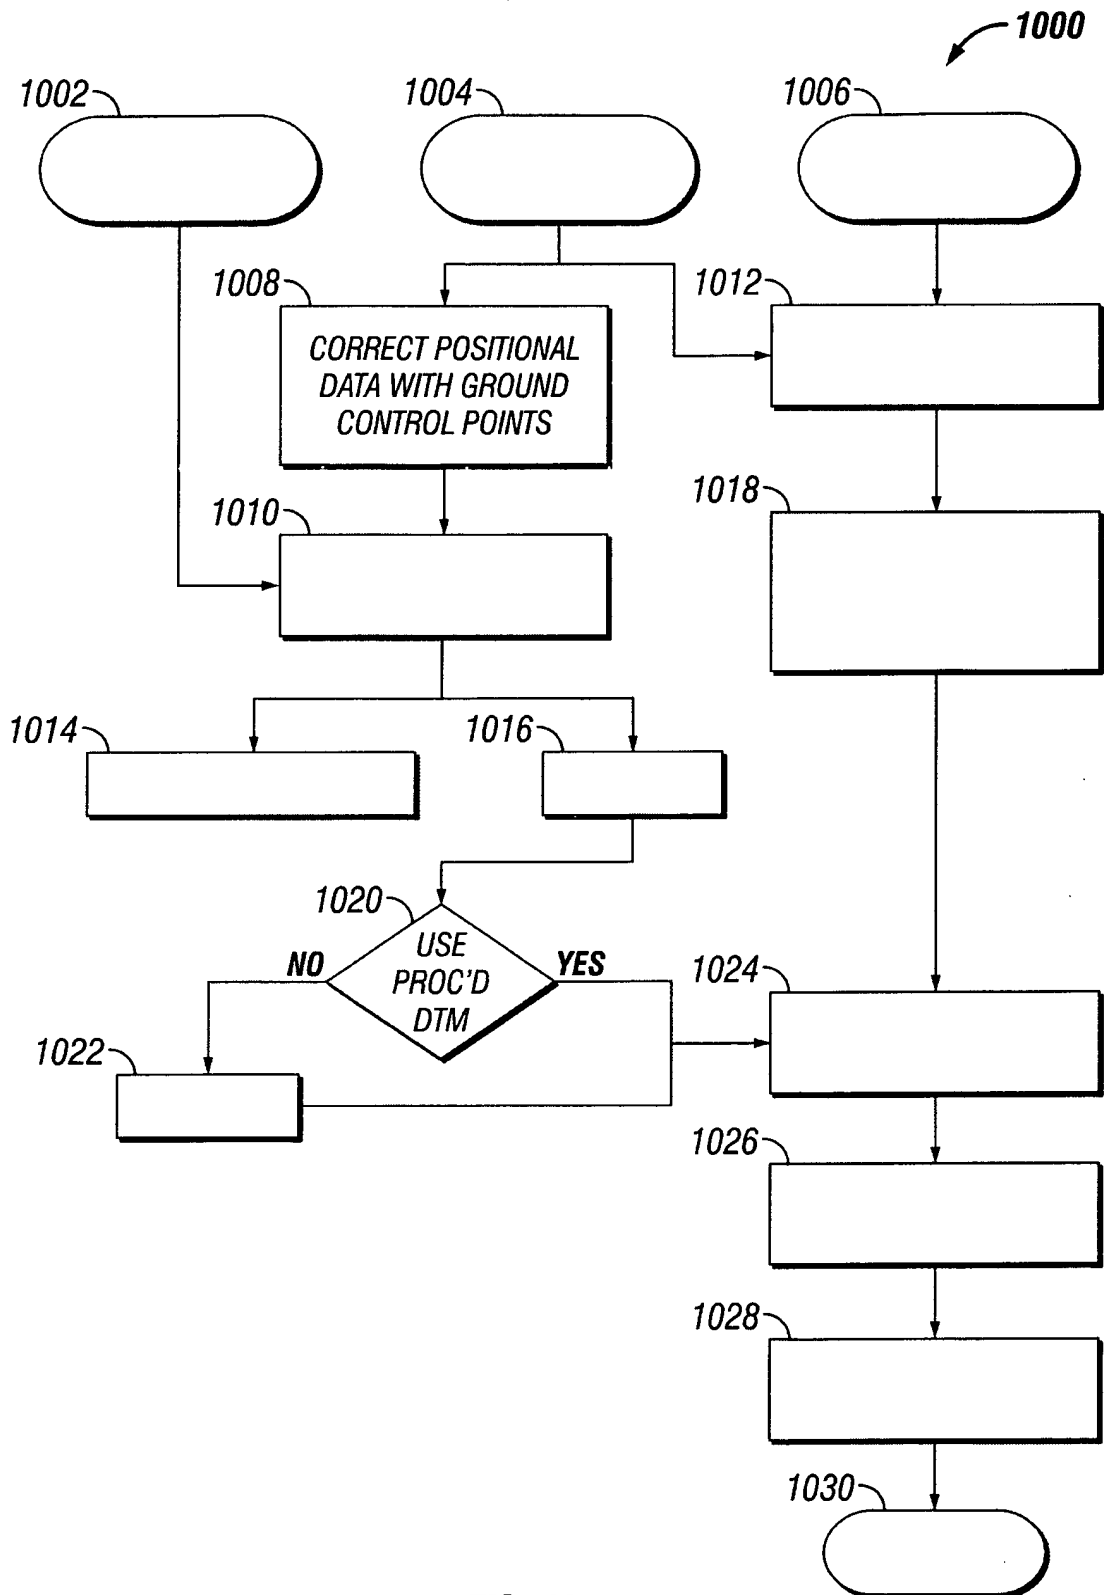 1000
1002
1004
1006
1008
1012
CORRECT POSITIONAL
DATA WITH GROUND
CONTROL POINTS
1010
1018
1014
1016
1020
USE
PROC'D
DTM
NO
YES
1024
1022
1026
1028
1030